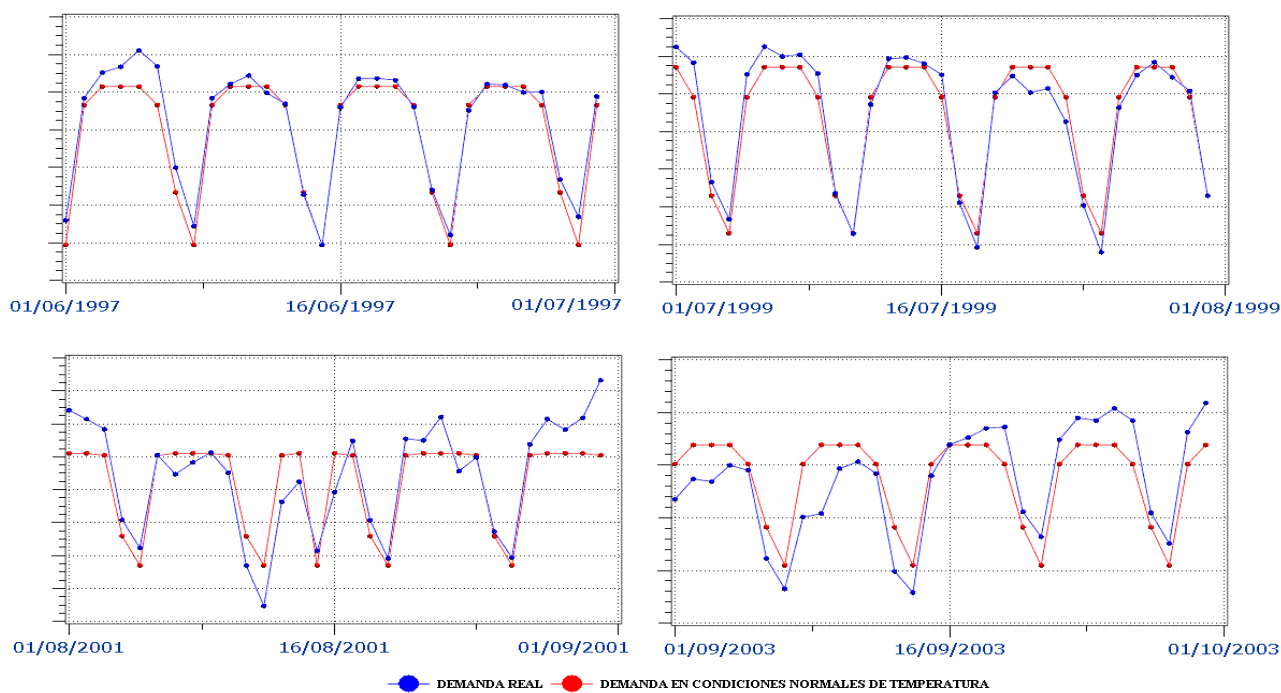 01/06/1997 16/06/1997 01/07/1997
01/07/1999 16/07/1999 01/08/1999
01/08/2001 16/08/2001 01/09/2001
01/09/2003 16/09/2003 01/10/2003
DEMANDA REAL DEMANDA EN CONDICIONES NORMALES DE TEMPERATURA